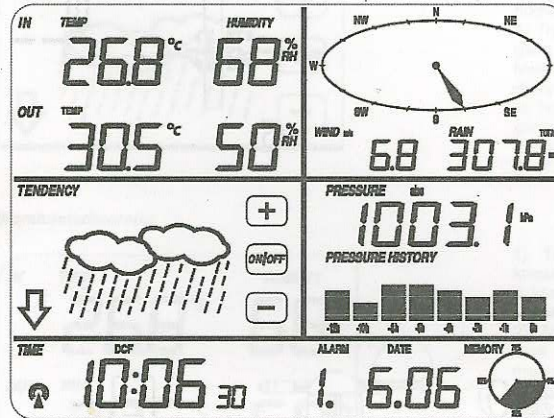 IN TEMP HUMIDITY
26.8 °C 68 % RH
OUT TEMP
30.5 °C 50 % RH
N
NW NE
W
SW SE
S
WIND m/s RAIN
6.8 307.8
TENDENCY
+
ON/OFF
−
PRESSURE abs
1003.1 hPa
PRESSURE HISTORY
TIME DCF
10:06 30
ALARM DATE MEMORY
1. 6.06